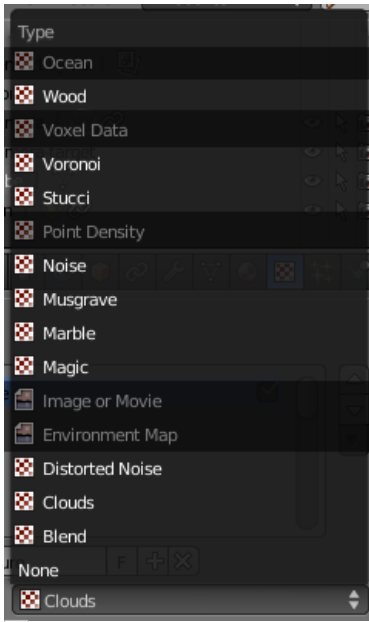 Type
Ocean
Wood
Voxel Data
Voronoi
Stucci
Point Density
Noise
Musgrave
Marble
Magic
Image or Movie
Environment Map
Distorted Noise
Clouds
Blend
F
None
Clouds